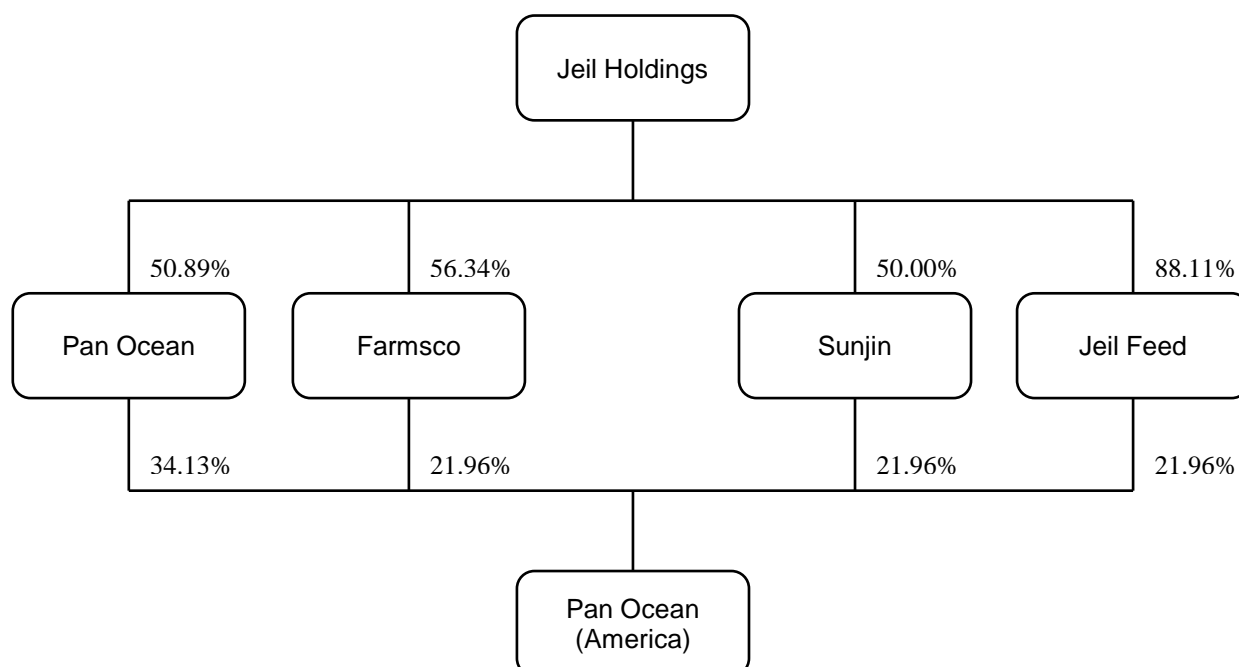 Jeil Holdings
50.89%
56.34%
50.00%
88.11%
Pan Ocean
Farmsco
Sunjin
Jeil Feed
34.13%
21.96%
21.96%
21.96%
Pan Ocean
(America)